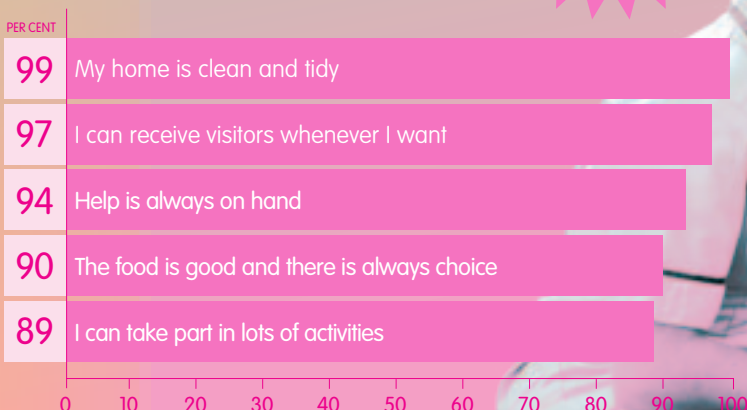 PER CENT
99 My home is clean and tidy
97 I can receive visitors whenever I want
94 Help is always on hand
90 The food is good and there is always choice
89 I can take part in lots of activities
0 10 20 30 40 50 60 70 80 90 100